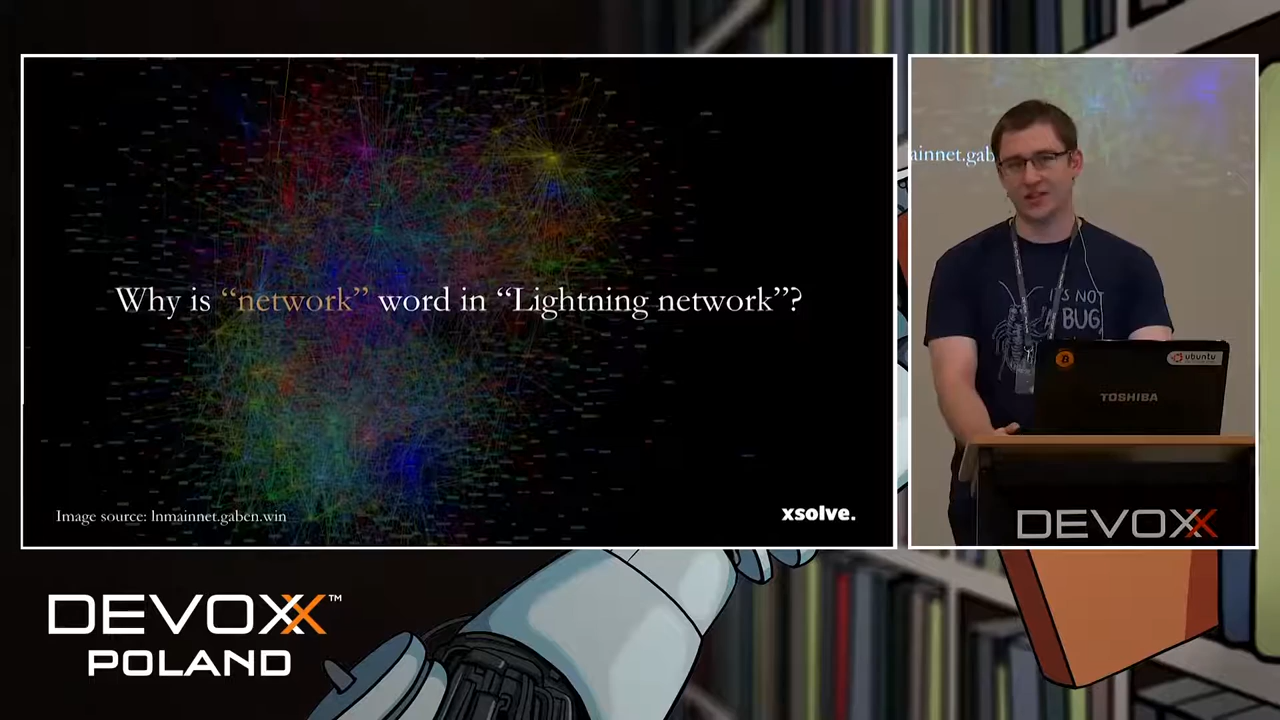 Why is “network” word in “Lightning network”?
Image source: lnmainnet.gaben.win
xsolve.
ainnet.gab
IT'S NOT
A BUG
B
ubuntu
TOSHIBA
DEVOXX
DEVOXX™
POLAND